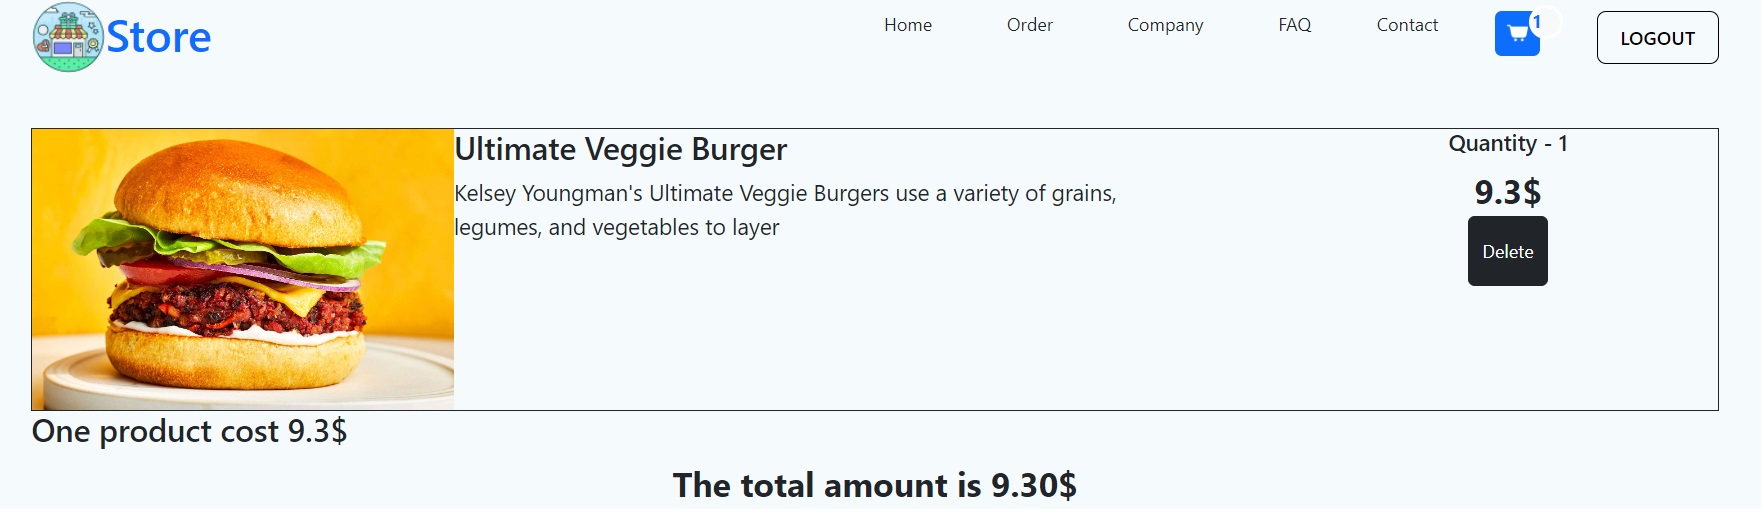 Store
Home
Order
Company
FAQ
Contact
1
LOGOUT
Ultimate Veggie Burger
Kelsey Youngman's Ultimate Veggie Burgers use a variety of grains,
legumes, and vegetables to layer
Quantity - 1
9.3$
Delete
One product cost 9.3$
The total amount is 9.30$